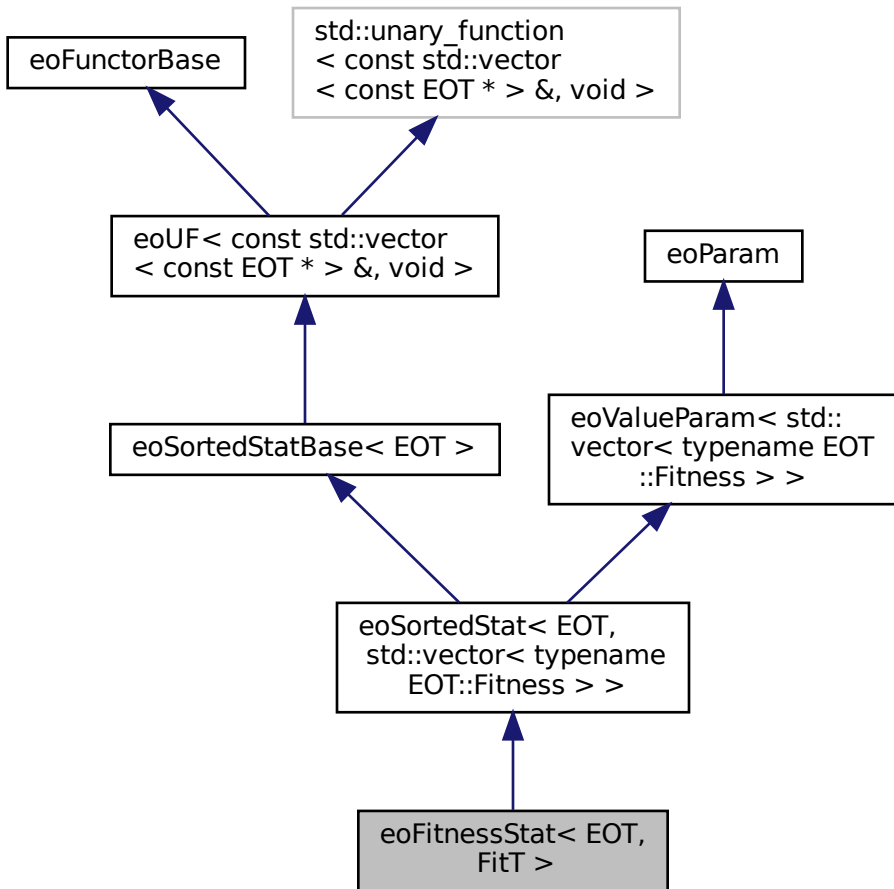 eoFunctorBase
std::unary_function
< const std::vector
< const EOT * > &, void >
eoUF< const std::vector
< const EOT * > &, void >
eoParam
eoSortedStatBase< EOT >
eoValueParam< std::
vector< typename EOT
::Fitness > >
eoSortedStat< EOT,
std::vector< typename
EOT::Fitness > >
eoFitnessStat< EOT,
FitT >